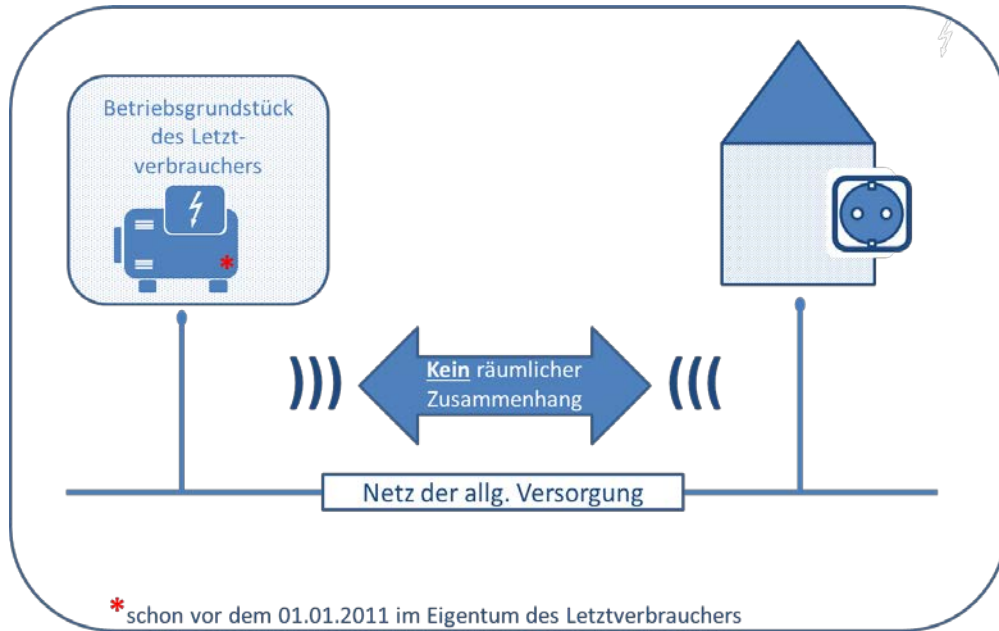 Betriebsgrundstück
des Letzt-
verbrauchers
*
Kein räumlicher
Zusammenhang
Netz der allg. Versorgung
*schon vor dem 01.01.2011 im Eigentum des Letztverbrauchers